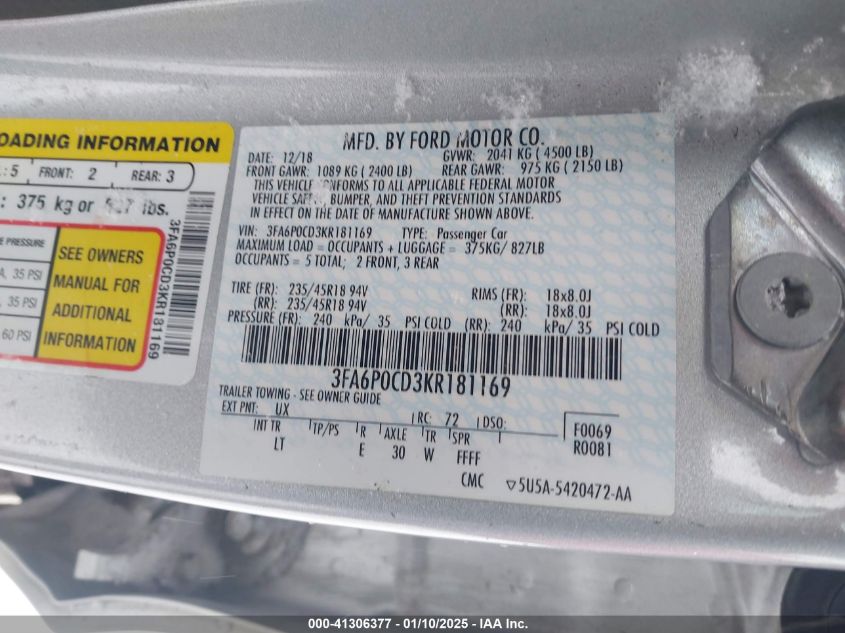 OADING INFORMATION
: 5 FRONT: 2 REAR: 3
: 375 kg or 827 lbs.
PRESSURE
A, 35 PSI
, 35 PSI
60 PSI
SEE OWNERS
MANUAL FOR
ADDITIONAL
INFORMATION
3FA6P0CD3KR181169
MFD. BY FORD MOTOR CO.
DATE: 12/18 GVWR: 2041 KG ( 4500 LB)
FRONT GAWR: 1089 KG ( 2400 LB) REAR GAWR: 975 KG ( 2150 LB)
THIS VEHICLE CONFORMS TO ALL APPLICABLE FEDERAL MOTOR
VEHICLE SAFETY, BUMPER, AND THEFT PREVENTION STANDARDS
IN EFFECT ON THE DATE OF MANUFACTURE SHOWN ABOVE.
VIN: 3FA6P0CD3KR181169 TYPE: Passenger Car
MAXIMUM LOAD = OCCUPANTS + LUGGAGE = 375KG/ 827LB
OCCUPANTS = 5 TOTAL; 2 FRONT, 3 REAR
TIRE (FR): 235/45R18 94V RIMS (FR): 18x8.0J
(RR): 235/45R18 94V (RR): 18x8.0J
PRESSURE (FR): 240 kPa/ 35 PSI COLD (RR): 240 kPa/ 35 PSI COLD
3FA6P0CD3KR181169
TRAILER TOWING - SEE OWNER GUIDE
EXT PNT: UX RC: 72 DSO: F0069
INT TR TP/PS R AXLE TR SPR R0081
LT E 30 W FFFF
CMC ▽5U5A-5420472-AA
000-41306377 - 01/10/2025 - IAA Inc.